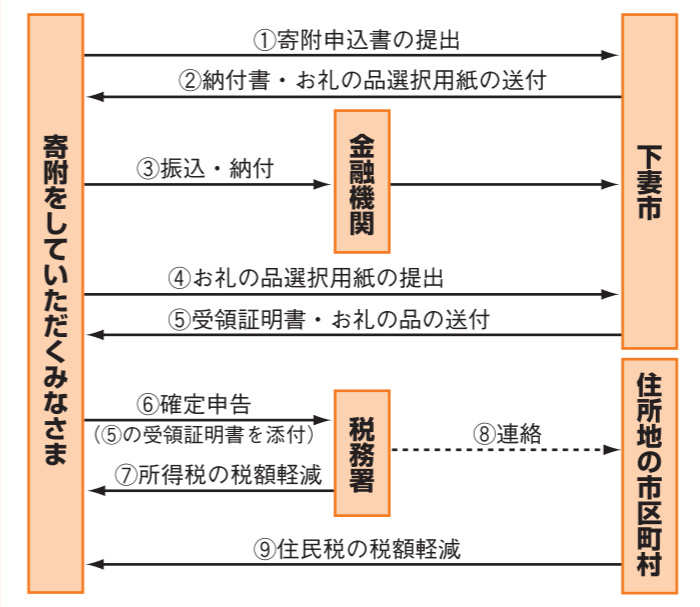 寄附をしていただくみなさま
①寄附申込書の提出
②納付書・お礼の品選択用紙の送付
③振込・納付
金融機関
下妻市
④お礼の品選択用紙の提出
⑤受領証明書・お礼の品の送付
⑥確定申告
（⑤の受領証明書を添付）
税務署
⑧連絡
住所地の市区町村
⑦所得税の税額軽減
⑨住民税の税額軽減